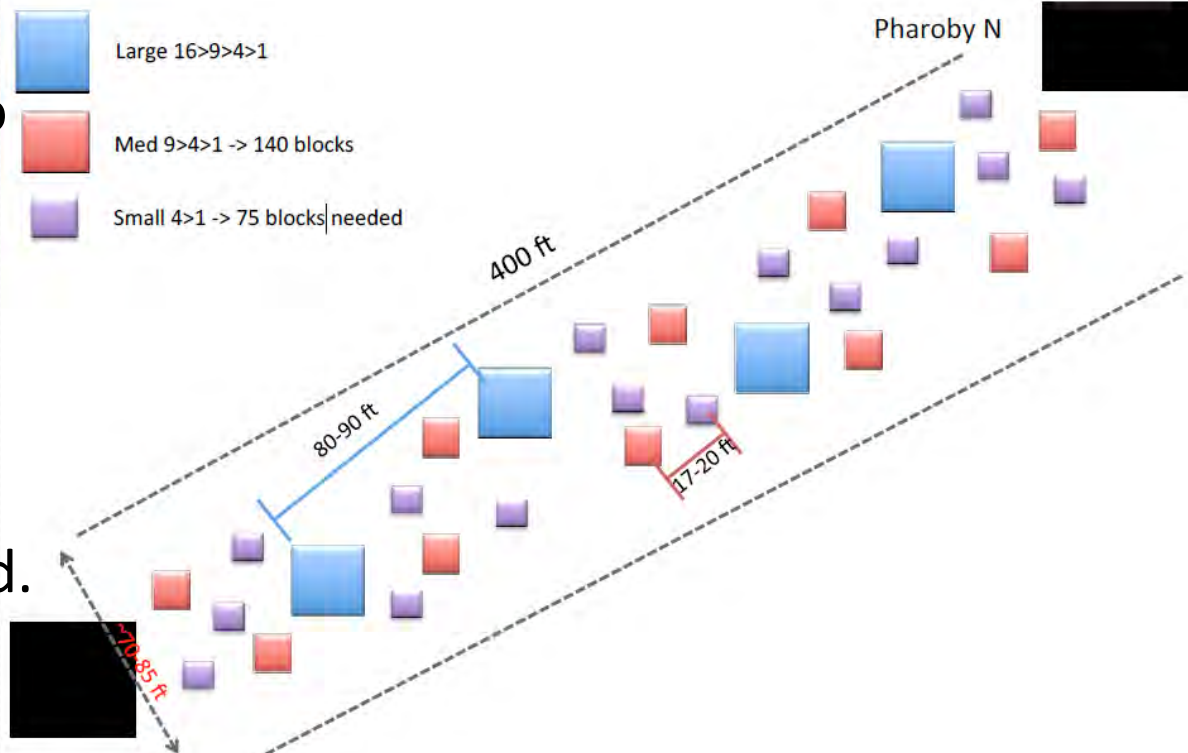 Pharoby N
Large 16>9>4>1
Med 9>4>1 -> 140 blocks
Small 4>1 -> 75 blocks needed
400 ft
80-90 ft
17-20 ft
d.
~70-85 ft